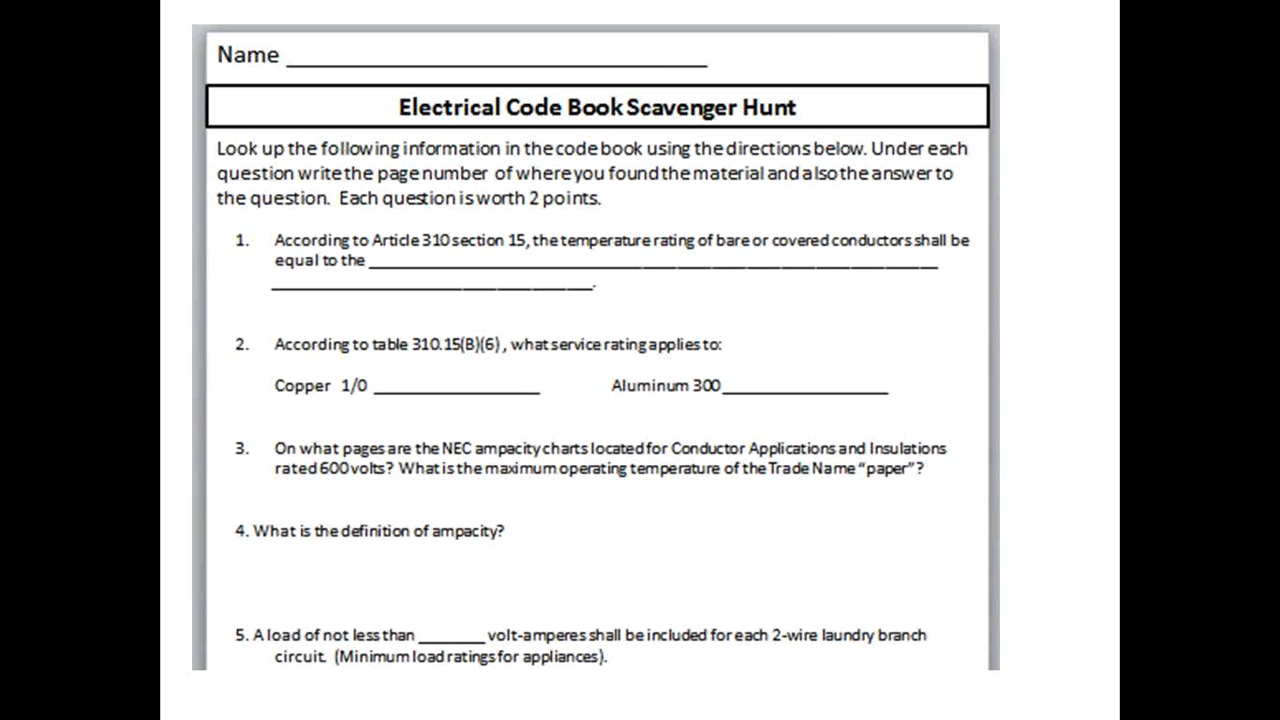 Name ___________________________________
Electrical Code Book Scavenger Hunt
Look up the following information in the code book using the directions below. Under each
question write the page number of where you found the material and also the answer to
the question. Each question is worth 2 points.
1. According to Article 310 section 15, the temperature rating of bare or covered conductors shall be
equal to the ___________________________________
______________________________.
2. According to table 310.15(B)(6) , what service rating applies to:
Copper 1/0 ________________ Aluminum 300________________
3. On what pages are the NEC ampacity charts located for Conductor Applications and Insulations
rated 600 volts? What is the maximum operating temperature of the Trade Name “paper”?
4. What is the definition of ampacity?
5. A load of not less than _______ volt-amperes shall be included for each 2-wire laundry branch
circuit. (Minimum load ratings for appliances).